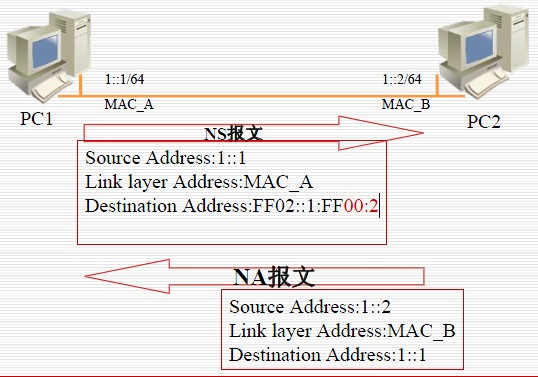 1::1/64
1::2/64
MAC_A
MAC_B
PC1
PC2
NS报文
Source Address:1::1
Link layer Address:MAC_A
Destination Address:FF02::1:FF00:2
NA报文
Source Address:1::2
Link layer Address:MAC_B
Destination Address:1::1